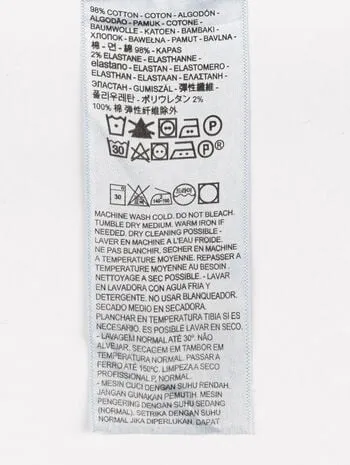 98% COTTON - COTON - ALGODÓN -
ALGODÃO - PAMUK - COTONE -
BAUMWOLLE - KATOEN - BAMBAKI -
ХЛОПОК - BAWEŁNA - PAMUT - BAVLNA -
棉 - 면 - 綿 98% - KAPAS
2% ELASTANE - ELASTHANNE -
elastano - ELASTAN - ELASTOMERO -
ELASTHAN - ELASTAAN - ΕΛΑΣΤΑΝΗ -
ЭЛАСТАН - GUMISZÁL - 弹性纖維 -
폴리우레탄 - ポリウレタン 2%
100% 棉 弹性纤维除外
P
30 P®
30 140-160
MACHINE WASH COLD. DO NOT BLEACH.
TUMBLE DRY MEDIUM. WARM IRON IF
NEEDED. DRY CLEANING POSSIBLE -
LAVER EN MACHINE A L'EAU FROIDE.
NE PAS BLANCHIR. SECHER EN MACHINE
A TEMPERATURE MOYENNE. REPASSER A
TEMPERATURE MOYENNE AU BESOIN.
NETTOYAGE A SEC POSSIBLE - LAVAR
EN LAVADORA CON AGUA FRIA Y
DETERGENTE. NO USAR BLANQUEADOR.
SECADO MEDIO EN SECADORA.
PLANCHAR EN TEMPERATURA TIBIA SI ES
NECESARIO. ES POSIBLE LAVAR EN SECO.
- LAVAGEM NORMAL ATÉ 30°. NÃO
ALVEJAR. SECAGEM EM TAMBOR EM
TEMPERATURA NORMAL. PASSAR A
FERRO ATÉ 150°C. LIMPEZA A SECO
PROFISSIONAL P, NORMAL.
- MESIN CUCI DENGAN SUHU RENDAH,
JANGAN GUNAKAN PEMUTIH. MESIN
PENGERING DENGAN SUHU SEDANG
(NORMAL). SETRIKA DENGAN SUHU
NORMAL JIKA DIPERLUKAN, DAPAT